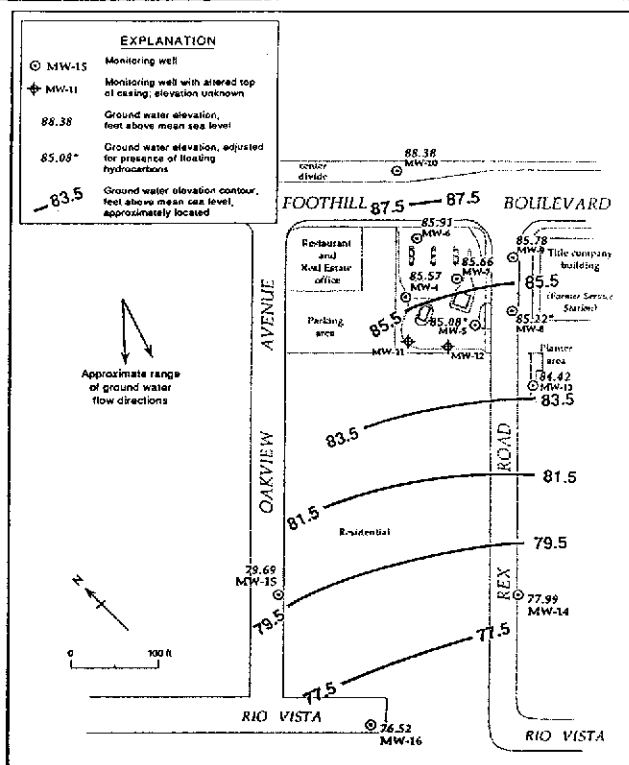 EXPLANATION
MW-15 Monitoring well
MW-11 Monitoring well with altered top
of casing; elevation unknown
88.38 Ground water elevation,
feet above mean sea level
85.08* Ground water elevation, adjusted
for presence of floating
hydrocarbons
83.5 Ground water elevation contour,
feet above mean sea level,
approximately located
88.38
MW-10
center
divide
FOOTHILL
BOULEVARD
87.5
87.5
85.91
MW-6
85.78
MW-9
Restaurant
and
Real Estate
office
85.66
MW-7
Title company
building
85.57
MW-4
85.5
(Former Service
Station)
85.5
85.08*
MW-5
85.22*
MW-8
Parking
area
MW-11
MW-12
Planter
area
84.42
MW-13
AVENUE
Approximate range
of ground water
flow directions
83.5
83.5
ROAD
OAKVIEW
81.5
81.5
Residential
79.5
79.69
MW-15
79.5
REX
77.99
MW-14
N
0 100 ft
77.5
77.5
RIO VISTA
76.52
MW-16
RIO VISTA